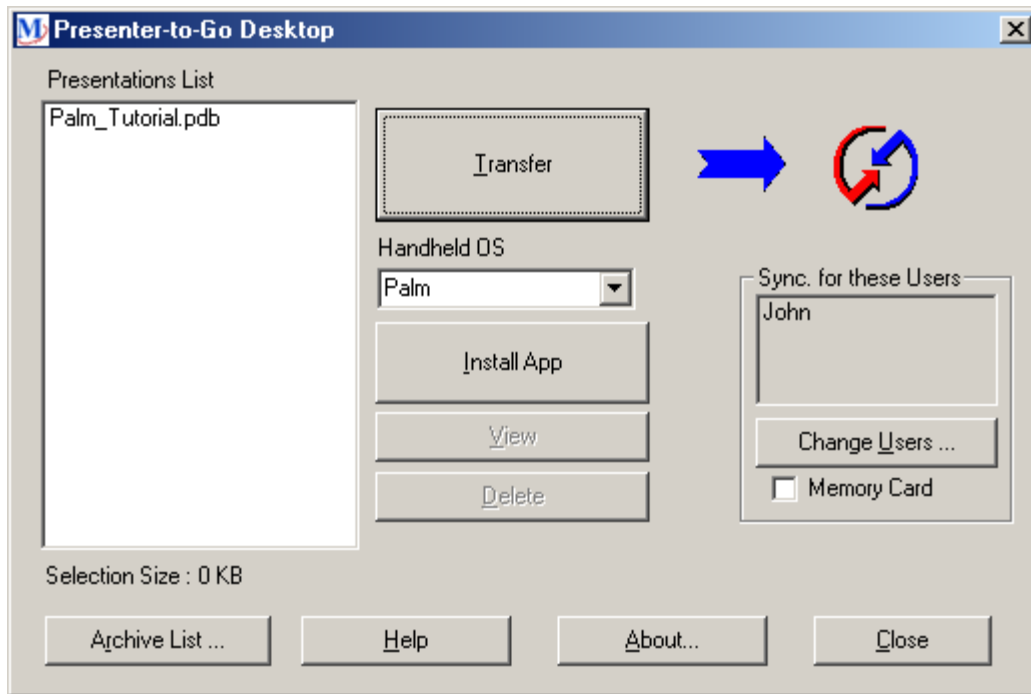 Presenter-to-Go Desktop
Presentations List
Palm_Tutorial.pdb
Transfer
Handheld OS
Palm
Install App
View
Delete
Sync. for these Users
John
Change Users ...
Memory Card
Selection Size : 0 KB
Archive List ...
Help
About...
Close